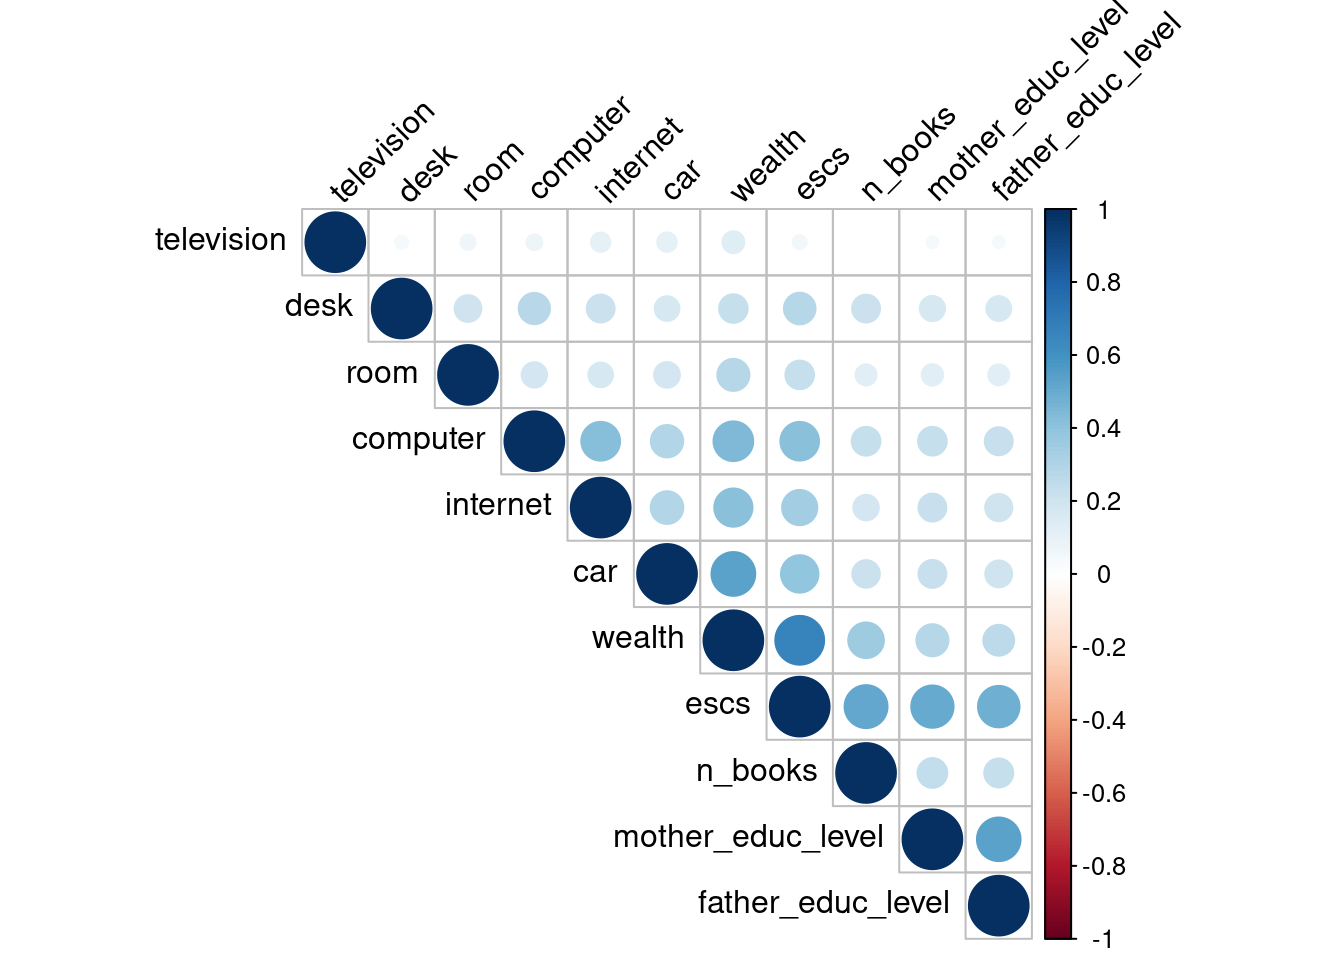 television
desk
room
computer
internet
car
wealth
escs
n_books
mother_educ_level
father_educ_level
television
desk
room
computer
internet
car
wealth
escs
n_books
mother_educ_level
father_educ_level
1
0.8
0.6
0.4
0.2
0
-0.2
-0.4
-0.6
-0.8
-1